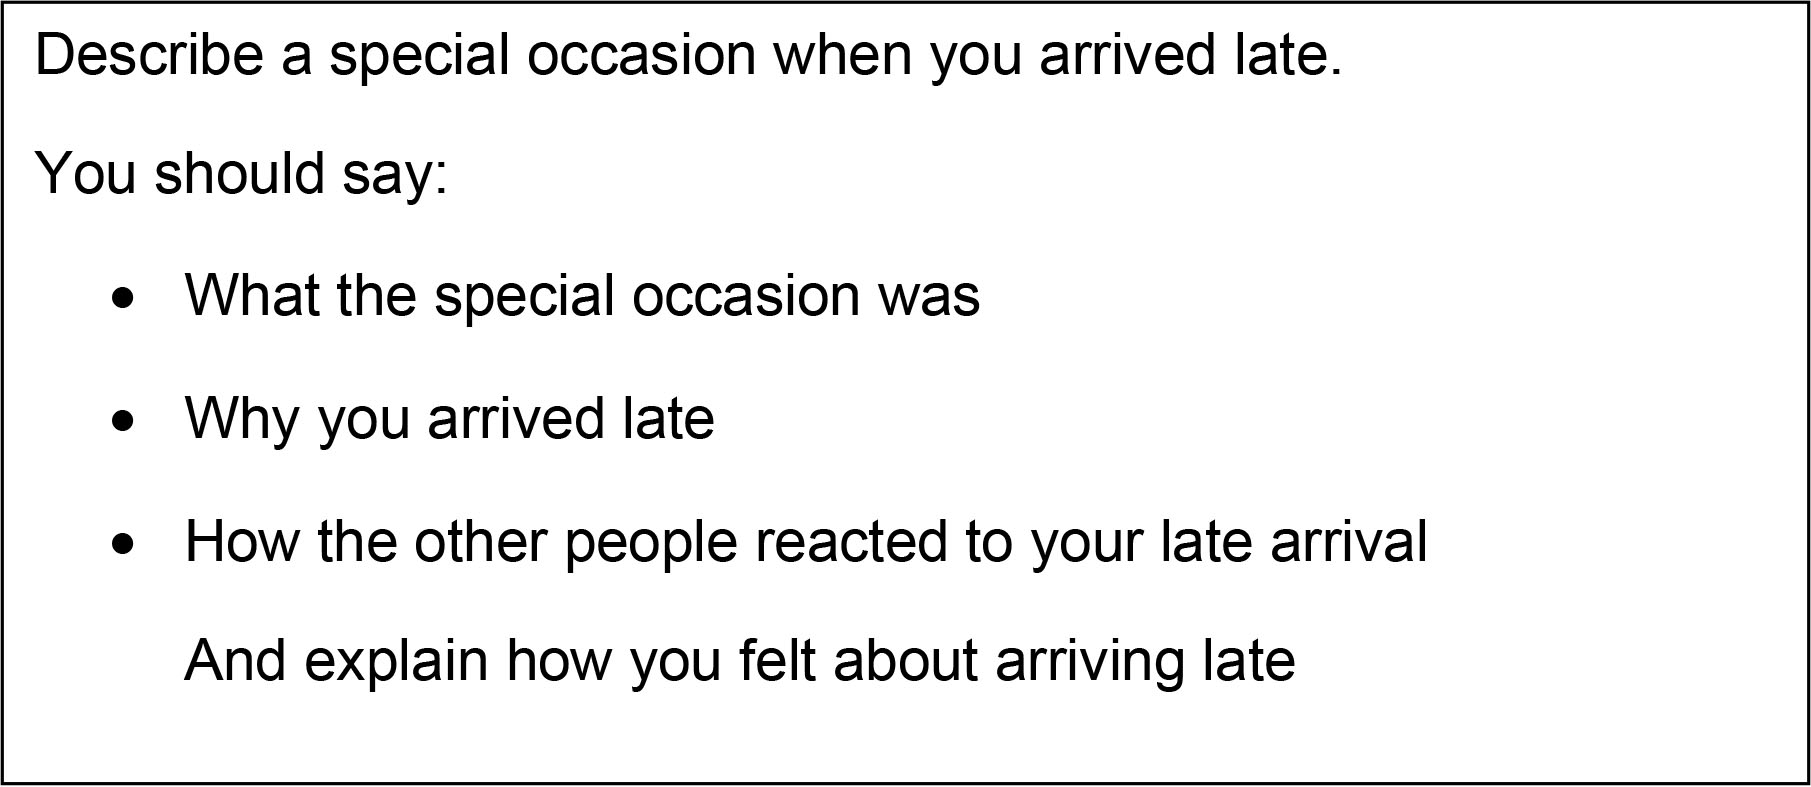 Describe a special occasion when you arrived late.
You should say:
• What the special occasion was
• Why you arrived late
• How the other people reacted to your late arrival
And explain how you felt about arriving late